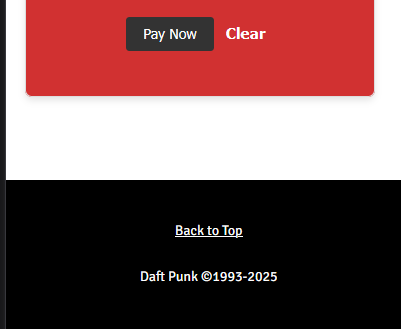 Pay Now Clear
Back to Top
Daft Punk ©1993-2025